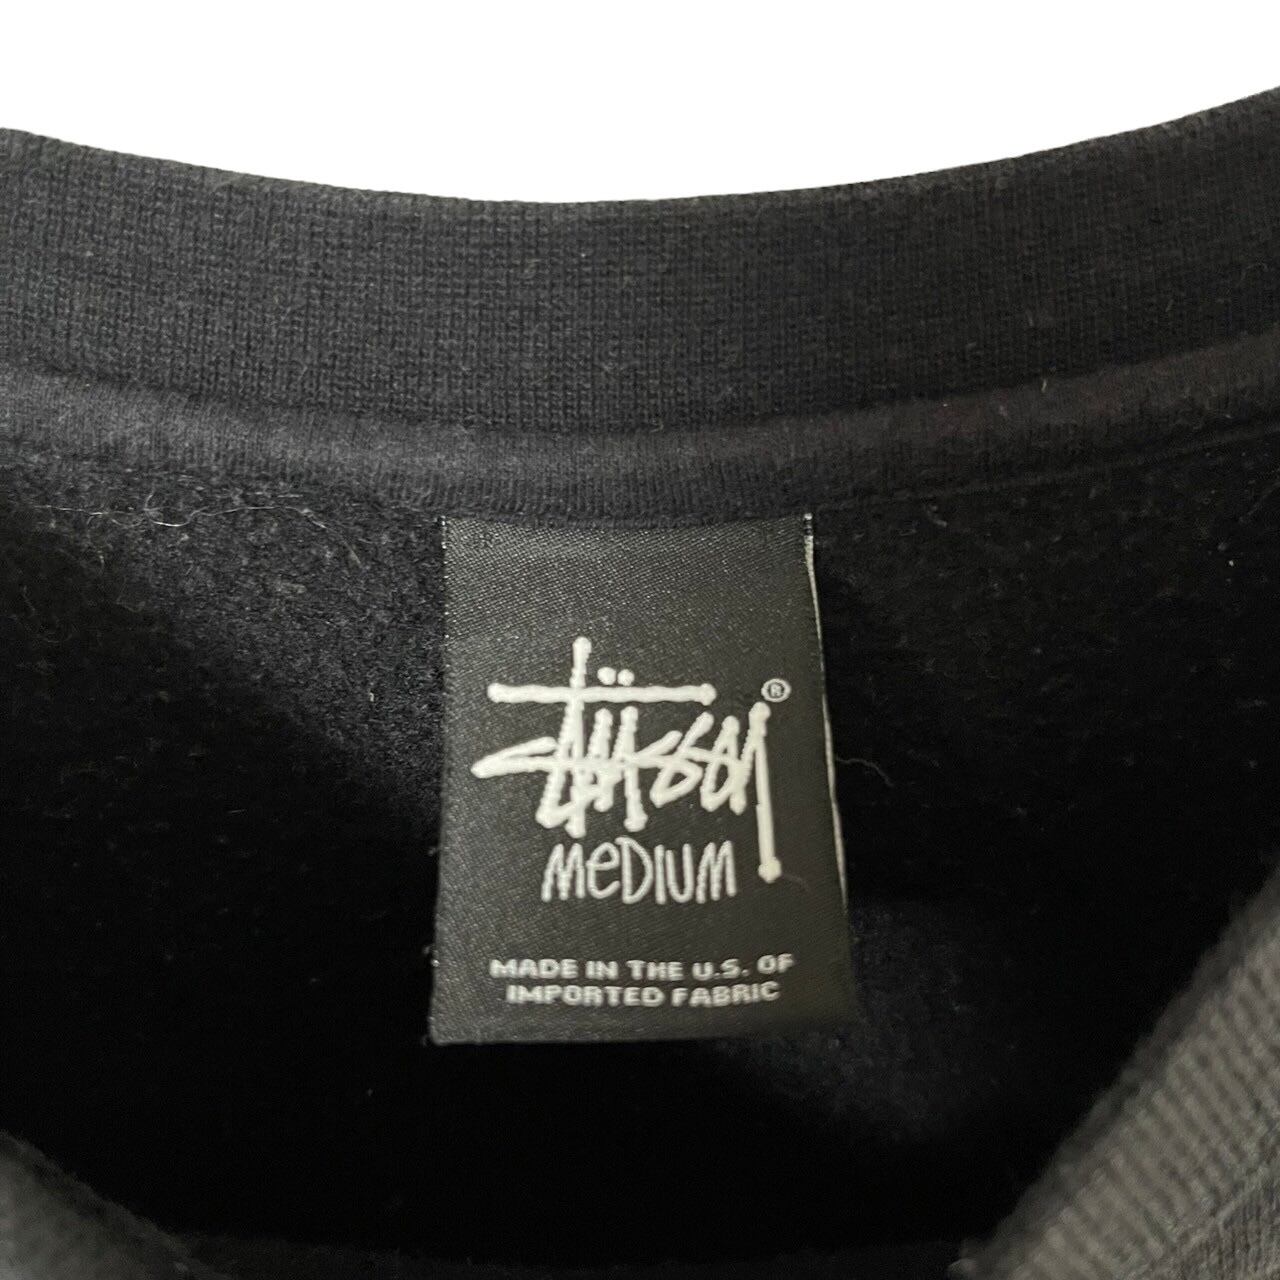 Stüssy®
MeDIUM
MADE IN THE U.S. OF
IMPORTED FABRIC